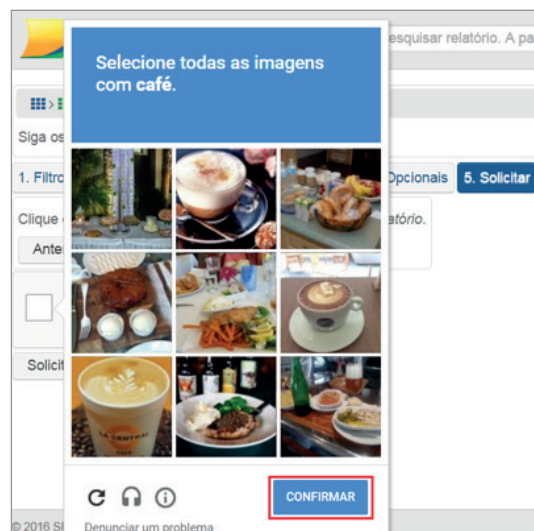 esquisar relatório. A pa
Selecione todas as imagens
com café.
Siga os
1. Filtro
Opcionais
5. Solicitar
Clique
atório.
Ante
Solicit
LA CENTRAL
CAFÉ
CONFIRMAR
Denunciar um problema
© 2016 S